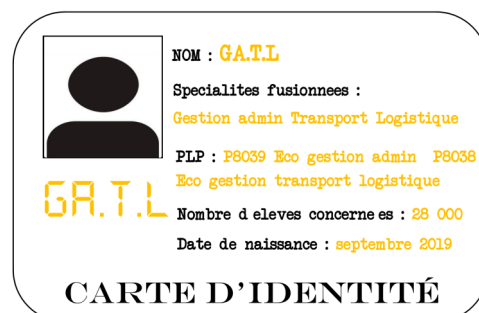 NOM : GA.T.L
Specialites fusionnees :
Gestion admin Transport Logistique
PLP : P8039 Eco gestion admin P8038
Eco gestion transport logistique
GA.T.L
Nombre d eleves concerne es : 28 000
Date de naissance : septembre 2019
CARTE D'IDENTITÉ